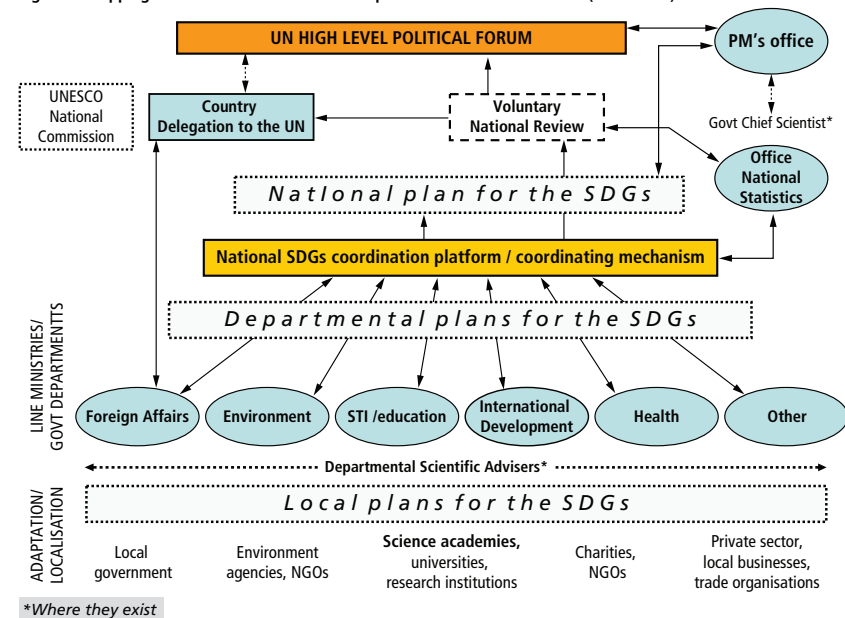 UN HIGH LEVEL POLITICAL FORUM
PM's office
UNESCO
National
Commission
Country
Delegation to the UN
Voluntary
National Review
Govt Chief Scientist*
Office
National
Statistics
NatIonal plan for the SDGs
National SDGs coordination platform / coordinating mechanism
Departmental plans for the SDGs
LINE MINISTRIES/
GOVT DEPARTMENTTS
Foreign Affairs
Environment
STI /education
International
Development
Health
Other
Departmental Scientific Advisers*
ADAPTATION/
LOCALISATION
Local plans for the SDGs
Local
government
Environment
agencies, NGOs
Science academies,
universities,
research institutions
Charities,
NGOs
Private sector,
local businesses,
trade organisations
*Where they exist